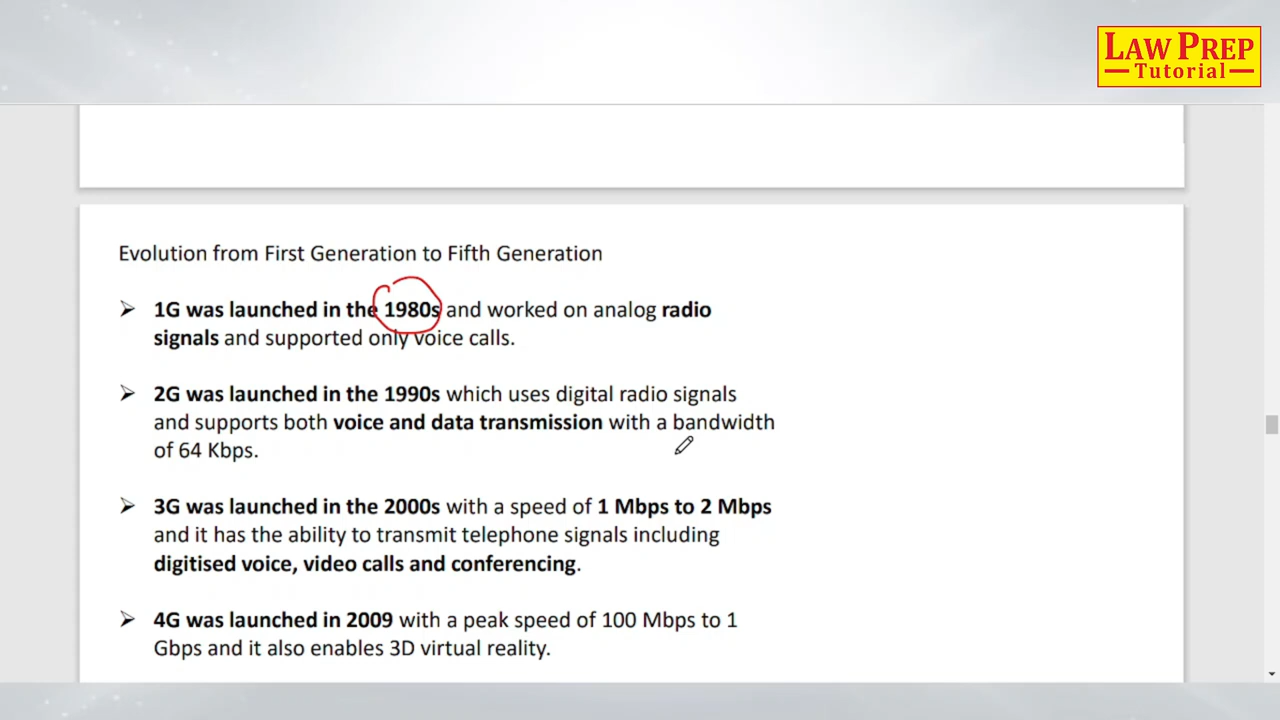 LAW PREP
Tutorial
Evolution from First Generation to Fifth Generation
➢ 1G was launched in the 1980s and worked on analog radio
signals and supported only voice calls.
➢ 2G was launched in the 1990s which uses digital radio signals
and supports both voice and data transmission with a bandwidth
of 64 Kbps.
➢ 3G was launched in the 2000s with a speed of 1 Mbps to 2 Mbps
and it has the ability to transmit telephone signals including
digitised voice, video calls and conferencing.
➢ 4G was launched in 2009 with a peak speed of 100 Mbps to 1
Gbps and it also enables 3D virtual reality.